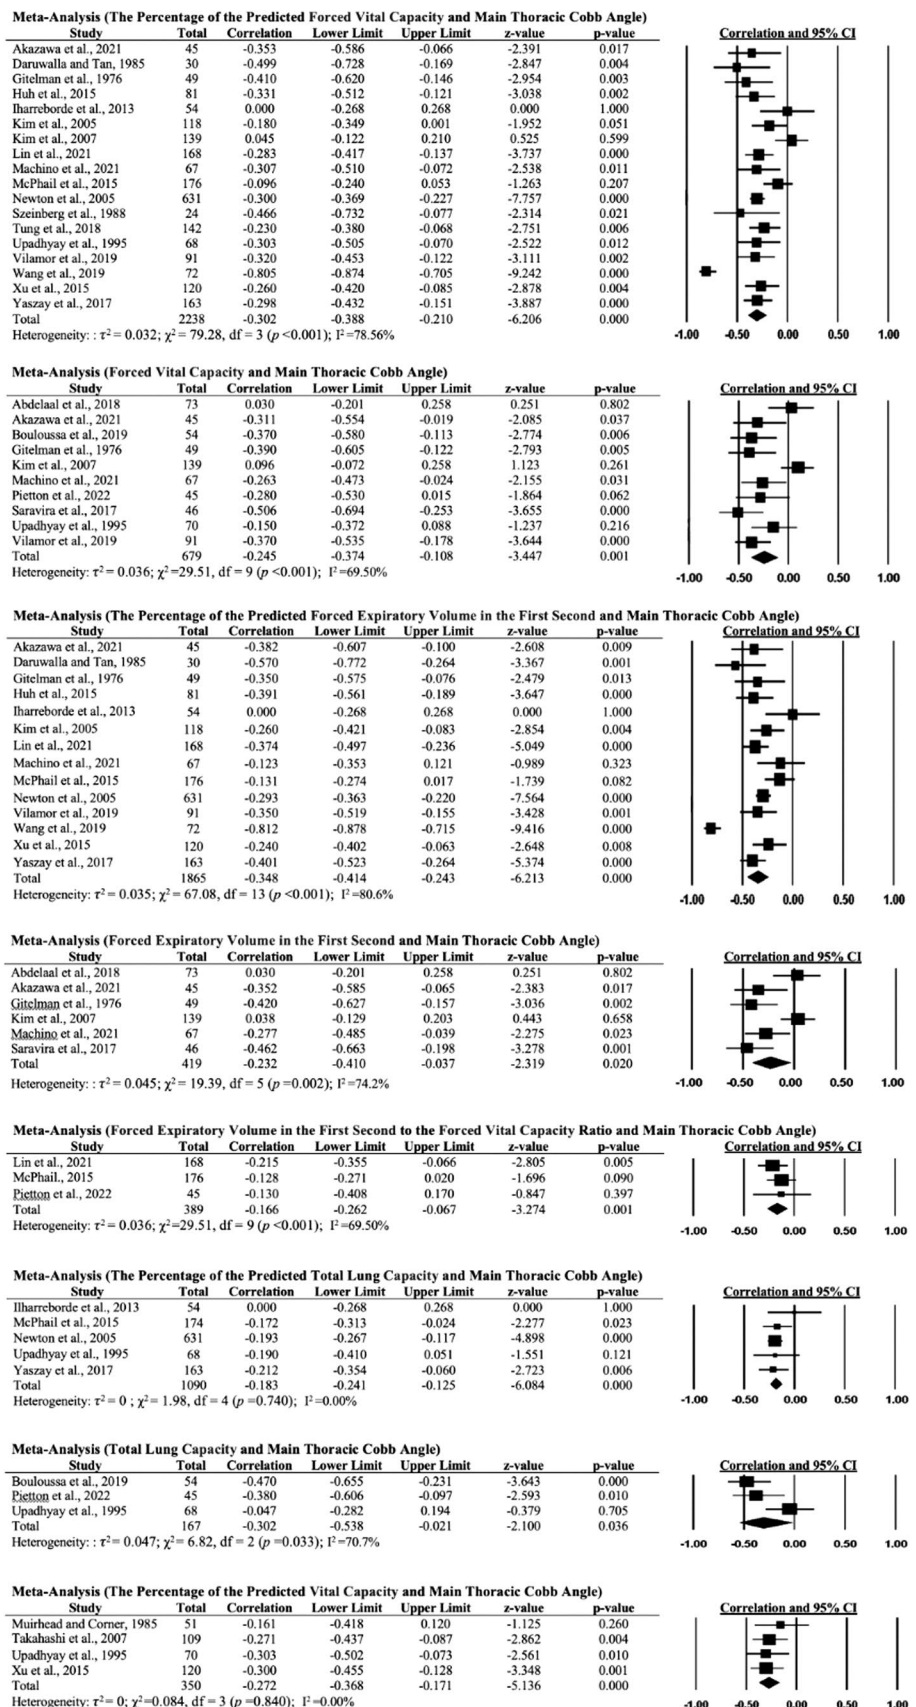 Meta-Analysis (The Percentage of the Predicted Forced Vital Capacity and Main Thoracic Cobb Angle)
Study Total Correlation Lower Limit Upper Limit z-value p-value Correlation and 95% CI
Akazawa et al., 2021 45 -0.353 -0.586 -0.066 -2.391 0.017
Daruwalla and Tan, 1985 30 -0.499 -0.728 -0.169 -2.847 0.004
Gitelman et al., 1976 49 -0.410 -0.620 -0.146 -2.954 0.003
Huh et al., 2015 81 -0.331 -0.512 -0.121 -3.038 0.002
Iharreborde et al., 2013 54 0.000 -0.268 0.268 0.000 1.000
Kim et al., 2005 118 -0.180 -0.349 0.001 -1.952 0.051
Kim et al., 2007 139 0.045 -0.122 0.210 0.525 0.599
Lin et al., 2021 168 -0.283 -0.417 -0.137 -3.737 0.000
Machino et al., 2021 67 -0.307 -0.510 -0.072 -2.538 0.011
McPhail et al., 2015 176 -0.096 -0.240 0.053 -1.263 0.207
Newton et al., 2005 631 -0.300 -0.369 -0.227 -7.757 0.000
Szeinberg et al., 1988 24 -0.466 -0.732 -0.077 -2.314 0.021
Tung et al., 2018 142 -0.230 -0.380 -0.068 -2.751 0.006
Upadhyay et al., 1995 68 -0.303 -0.505 -0.070 -2.522 0.012
Vilamor et al., 2019 91 -0.320 -0.453 -0.122 -3.111 0.002
Wang et al., 2019 72 -0.805 -0.874 -0.705 -9.242 0.000
Xu et al., 2015 120 -0.260 -0.420 -0.085 -2.878 0.004
Yaszay et al., 2017 163 -0.298 -0.432 -0.151 -3.887 0.000
Total 2238 -0.302 -0.388 -0.210 -6.206 0.000
Heterogeneity: : τ² = 0.032; χ² = 79.28, df = 3 (p <0.001); I²=78.56%
-1.00 -0.50 0.00 0.50 1.00
Meta-Analysis (Forced Vital Capacity and Main Thoracic Cobb Angle)
Study Total Correlation Lower Limit Upper Limit z-value p-value Correlation and 95% CI
Abdelaal et al., 2018 73 0.030 -0.201 0.258 0.251 0.802
Akazawa et al., 2021 45 -0.311 -0.554 -0.019 -2.085 0.037
Bouloussa et al., 2019 54 -0.370 -0.580 -0.113 -2.774 0.006
Gitelman et al., 1976 49 -0.390 -0.605 -0.122 -2.793 0.005
Kim et al., 2007 139 0.096 -0.072 0.258 1.123 0.261
Machino et al., 2021 67 -0.263 -0.473 -0.024 -2.155 0.031
Pietton et al., 2022 45 -0.280 -0.530 0.015 -1.864 0.062
Saravira et al., 2017 46 -0.506 -0.694 -0.253 -3.655 0.000
Upadhyay et al., 1995 70 -0.150 -0.372 0.088 -1.237 0.216
Vilamor et al., 2019 91 -0.370 -0.535 -0.178 -3.644 0.000
Total 679 -0.245 -0.374 -0.108 -3.447 0.001
Heterogeneity: τ² = 0.036; χ² =29.51, df = 9 (p <0.001); I²=69.50%
-1.00 -0.50 0.00 0.50 1.00
Meta-Analysis (The Percentage of the Predicted Forced Expiratory Volume in the First Second and Main Thoracic Cobb Angle)
Study Total Correlation Lower Limit Upper Limit z-value p-value Correlation and 95% CI
Akazawa et al., 2021 45 -0.382 -0.607 -0.100 -2.608 0.009
Daruwalla and Tan, 1985 30 -0.570 -0.772 -0.264 -3.367 0.001
Gitelman et al., 1976 49 -0.350 -0.575 -0.076 -2.479 0.013
Huh et al., 2015 81 -0.391 -0.561 -0.189 -3.647 0.000
Iharreborde et al., 2013 54 0.000 -0.268 0.268 0.000 1.000
Kim et al., 2005 118 -0.260 -0.421 -0.083 -2.854 0.004
Lin et al., 2021 168 -0.374 -0.497 -0.236 -5.049 0.000
Machino et al., 2021 67 -0.123 -0.353 0.121 -0.989 0.323
McPhail et al., 2015 176 -0.131 -0.274 0.017 -1.739 0.082
Newton et al., 2005 631 -0.293 -0.363 -0.220 -7.564 0.000
Vilamor et al., 2019 91 -0.350 -0.519 -0.155 -3.428 0.001
Wang et al., 2019 72 -0.812 -0.878 -0.715 -9.416 0.000
Xu et al., 2015 120 -0.240 -0.402 -0.063 -2.648 0.008
Yaszay et al., 2017 163 -0.401 -0.523 -0.264 -5.374 0.000
Total 1865 -0.348 -0.414 -0.243 -6.213 0.000
Heterogeneity: τ² = 0.035; χ² = 67.08, df = 13 (p <0.001); I²=80.6%
-1.00 -0.50 0.00 0.50 1.00
Meta-Analysis (Forced Expiratory Volume in the First Second and Main Thoracic Cobb Angle)
Study Total Correlation Lower Limit Upper Limit z-value p-value Correlation and 95% CI
Abdelaal et al., 2018 73 0.030 -0.201 0.258 0.251 0.802
Akazawa et al., 2021 45 -0.352 -0.585 -0.065 -2.383 0.017
Gitelman et al., 1976 49 -0.420 -0.627 -0.157 -3.036 0.002
Kim et al., 2007 139 0.038 -0.129 0.203 0.443 0.658
Machino et al., 2021 67 -0.277 -0.485 -0.039 -2.275 0.023
Saravira et al., 2017 46 -0.462 -0.663 -0.198 -3.278 0.001
Total 419 -0.232 -0.410 -0.037 -2.319 0.020
Heterogeneity: : τ² = 0.045; χ² = 19.39, df = 5 (p =0.002); I²=74.2%
-1.00 -0.50 0.00 0.50 1.00
Meta-Analysis (Forced Expiratory Volume in the First Second to the Forced Vital Capacity Ratio and Main Thoracic Cobb Angle)
Study Total Correlation Lower Limit Upper Limit z-value p-value Correlation and 95% CI
Lin et al., 2021 168 -0.215 -0.355 -0.066 -2.805 0.005
McPhail., 2015 176 -0.128 -0.271 0.020 -1.696 0.090
Pietton et al., 2022 45 -0.130 -0.408 0.170 -0.847 0.397
Total 389 -0.166 -0.262 -0.067 -3.274 0.001
Heterogeneity: τ² = 0.036; χ²=29.51, df = 9 (p <0.001); I²=69.50%
-1.00 -0.50 0.00 0.50 1.00
Meta-Analysis (The Percentage of the Predicted Total Lung Capacity and Main Thoracic Cobb Angle)
Study Total Correlation Lower Limit Upper Limit z-value p-value Correlation and 95% CI
Ilharreborde et al., 2013 54 0.000 -0.268 0.268 0.000 1.000
McPhail et al., 2015 174 -0.172 -0.313 -0.024 -2.277 0.023
Newton et al., 2005 631 -0.193 -0.267 -0.117 -4.898 0.000
Upadhyay et al., 1995 68 -0.190 -0.410 0.051 -1.551 0.121
Yaszay et al., 2017 163 -0.212 -0.354 -0.060 -2.723 0.006
Total 1090 -0.183 -0.241 -0.125 -6.084 0.000
Heterogeneity: τ² = 0 ; χ²= 1.98, df = 4 (p =0.740); I²=0.00%
-1.00 -0.50 0.00 0.50 1.00
Meta-Analysis (Total Lung Capacity and Main Thoracic Cobb Angle)
Study Total Correlation Lower Limit Upper Limit z-value p-value Correlation and 95% CI
Bouloussa et al., 2019 54 -0.470 -0.655 -0.231 -3.643 0.000
Pietton et al., 2022 45 -0.380 -0.606 -0.097 -2.593 0.010
Upadhyay et al., 1995 68 -0.047 -0.282 0.194 -0.379 0.705
Total 167 -0.302 -0.538 -0.021 -2.100 0.036
Heterogeneity: : τ² = 0.047; χ²= 6.82, df = 2 (p =0.033); I²=70.7%
-1.00 -0.50 0.00 0.50 1.00
Meta-Analysis (The Percentage of the Predicted Vital Capacity and Main Thoracic Cobb Angle)
Study Total Correlation Lower Limit Upper Limit z-value p-value Correlation and 95% CI
Muirhead and Corner, 1985 51 -0.161 -0.418 0.120 -1.125 0.260
Takahashi et al., 2007 109 -0.271 -0.437 -0.087 -2.862 0.004
Upadhyay et al., 1995 70 -0.303 -0.502 -0.073 -2.561 0.010
Xu et al., 2015 120 -0.300 -0.455 -0.128 -3.348 0.001
Total 350 -0.272 -0.368 -0.171 -5.136 0.000
Heterogeneity: τ² = 0; χ²=0.084, df = 3 (p =0.840); I² =0.00%
-1.00 -0.50 0.00 0.50 1.00